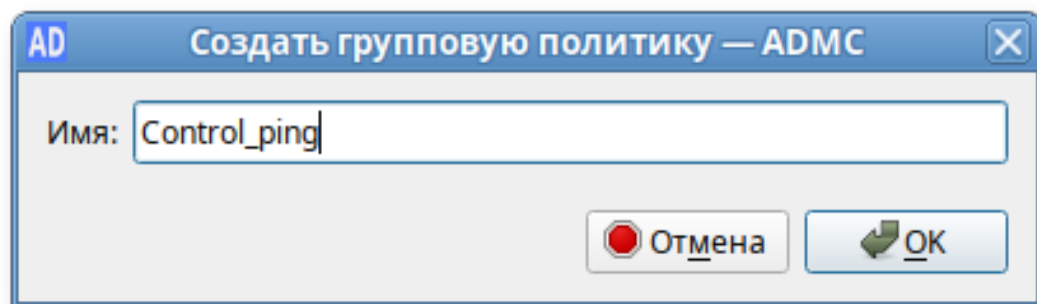 AD Создать групповую политику — ADMC
Имя: Control_ping
Отмена OK